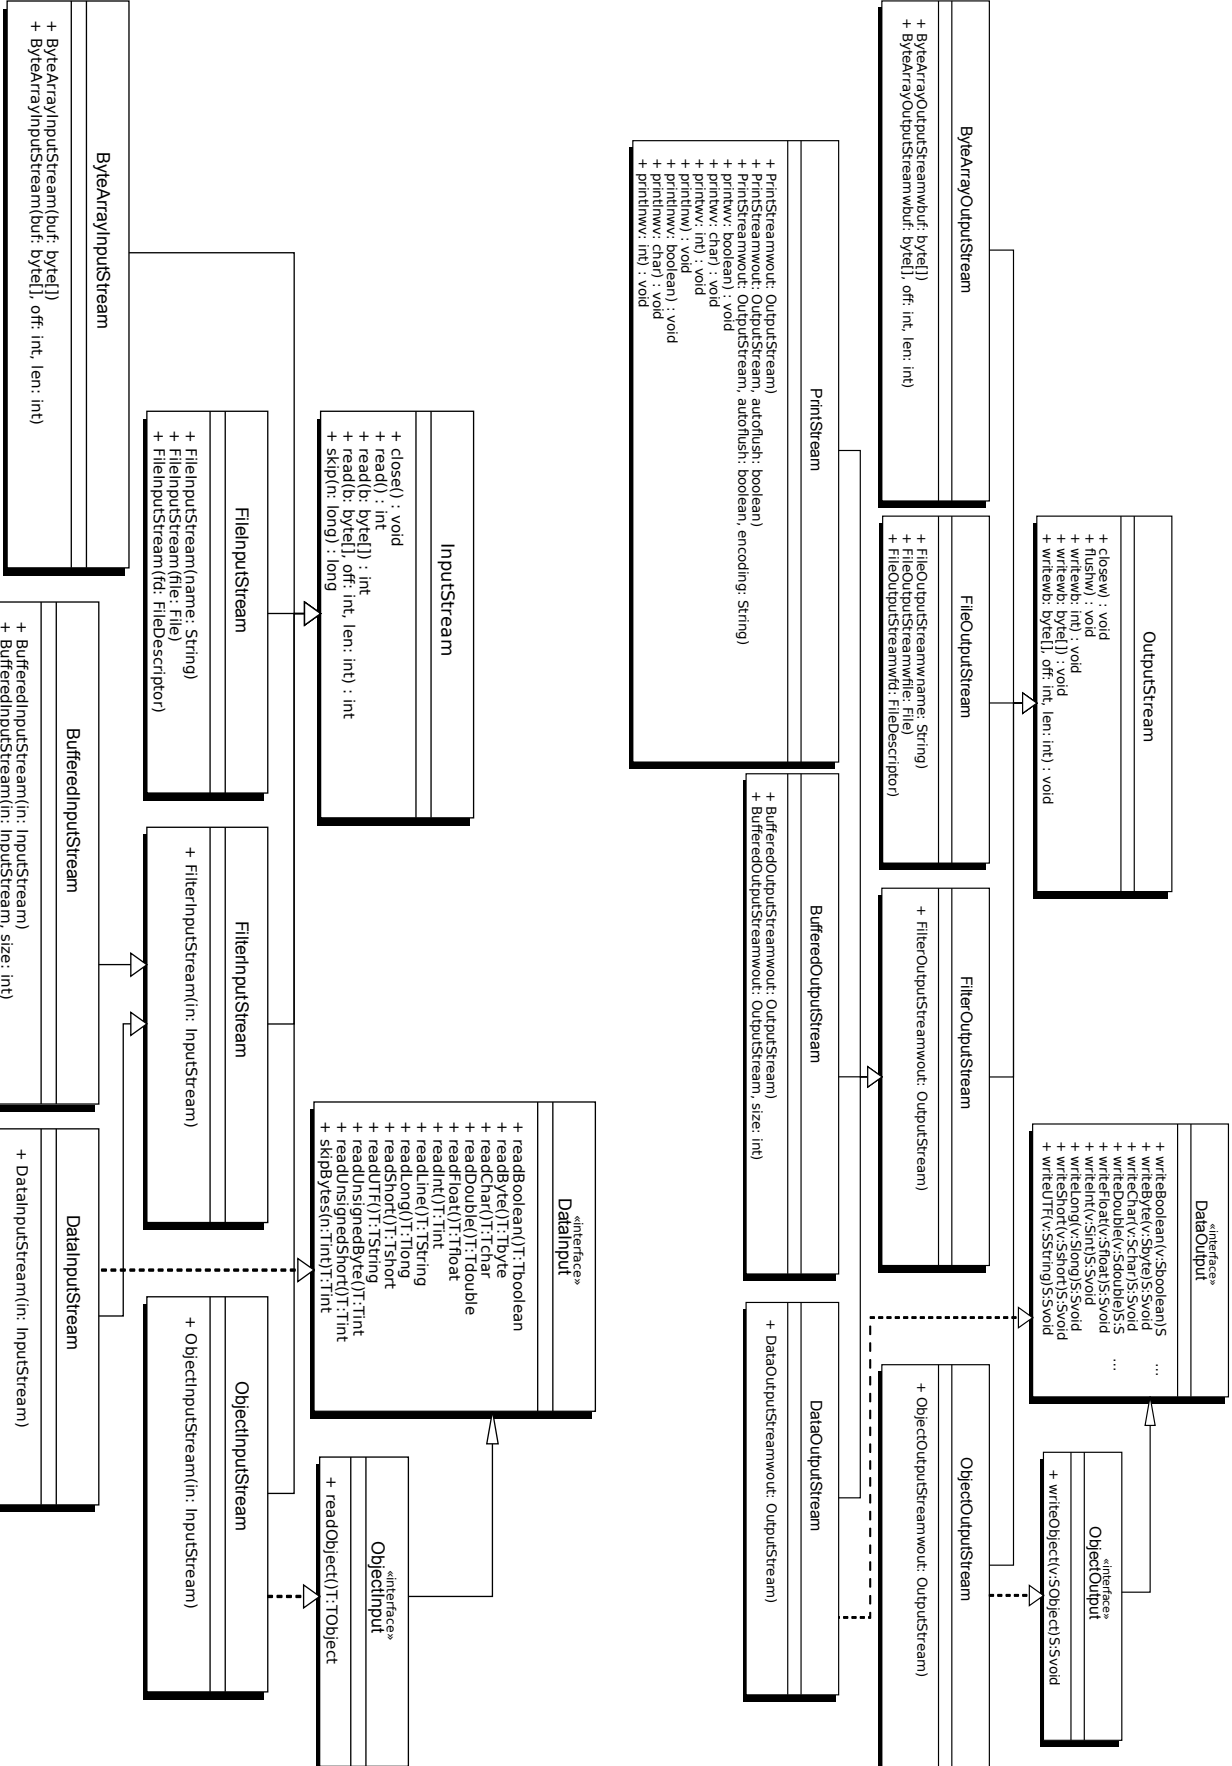 OutputStream
+ closew) : void
+ flushw) : void
+ writewb: int) : void
+ writewb: byte[]) : void
+ writewb: byte[], off: int, len: int) : void
«interface»
DataOutput
+ writeBoolean(v:Sboolean)S ...
+ writeByte(v:Sbyte)S:Svoid
+ writeChar(v:Schar)S:Svoid
+ writeDouble(v:Sdouble)S:S ...
+ writeFloat(v:Sfloat)S:Svoid
+ writeInt(v:Sint)S:Svoid
+ writeLong(v:Slong)S:Svoid
+ writeShort(v:Sshort)S:Svoid
+ writeUTF(v:SString)S:Svoid
«interface»
ObjectOutput
+ writeObject(v:SObject)S:Svoid
ByteArrayOutputStream
+ ByteArrayOutputStreamwbuf: byte[])
+ ByteArrayOutputStreamwbuf: byte[], off: int, len: int)
FileOutputStream
+ FileOutputStreamwname: String)
+ FileOutputStreamwfile: File)
+ FileOutputStreamwfd: FileDescriptor)
FilterOutputStream
+ FilterOutputStreamwout: OutputStream)
ObjectOutputStream
+ ObjectOutputStreamwout: OutputStream)
PrintStream
+ PrintStreamwout: OutputStream)
+ PrintStreamwout: OutputStream, autoflush: boolean)
+ PrintStreamwout: OutputStream, autoflush: boolean, encoding: String)
+ printwv: boolean) : void
+ printwv: char) : void
+ printwv: int) : void
+ printlnw) : void
+ printlnwv: boolean) : void
+ printlnwv: char) : void
+ printlnwv: int) : void
BufferedOutputStream
+ BufferedOutputStreamwout: OutputStream)
+ BufferedOutputStreamwout: OutputStream, size: int)
DataOutputStream
+ DataOutputStreamwout: OutputStream)
InputStream
+ close() : void
+ read() : int
+ read(b: byte[]) : int
+ read(b: byte[], off: int, len: int) : int
+ skip(n: long) : long
«interface»
DataInput
+ readBoolean()T:Tboolean
+ readByte()T:Tbyte
+ readChar()T:Tchar
+ readDouble()T:Tdouble
+ readFloat()T:Tfloat
+ readInt()T:Tint
+ readLine()T:TString
+ readLong()T:Tlong
+ readShort()T:Tshort
+ readUTF()T:TString
+ readUnsignedByte()T:Tint
+ readUnsignedShort()T:Tint
+ skipBytes(n:Tint)T:Tint
«interface»
ObjectInput
+ readObject()T:TObject
ByteArrayInputStream
+ ByteArrayInputStream(buf: byte[])
+ ByteArrayInputStream(buf: byte[], off: int, len: int)
FileInputStream
+ FileInputStream(name: String)
+ FileInputStream(file: File)
+ FileInputStream(fd: FileDescriptor)
FilterInputStream
+ FilterInputStream(in: InputStream)
ObjectInputStream
+ ObjectInputStream(in: InputStream)
BufferedInputStream
+ BufferedInputStream(in: InputStream)
+ BufferedInputStream(in: InputStream, size: int)
DataInputStream
+ DataInputStream(in: InputStream)